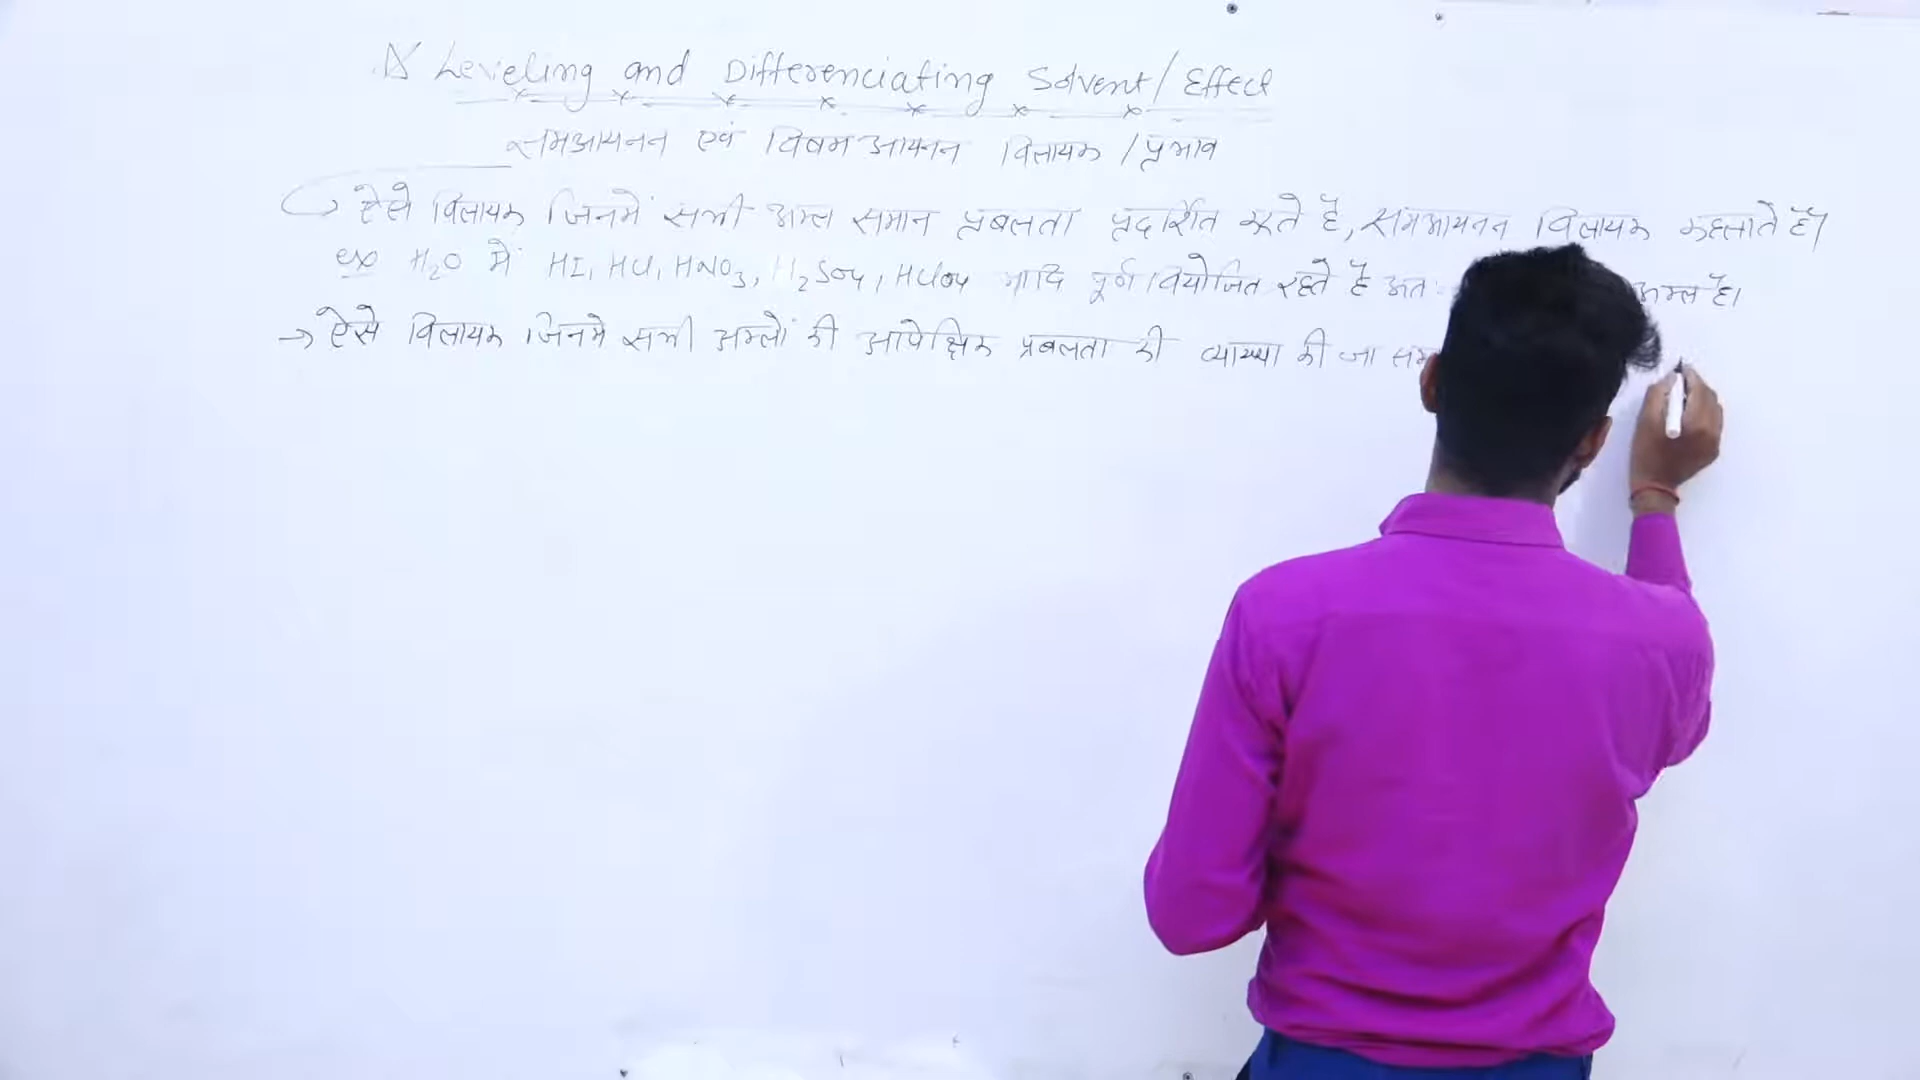 Leveling and Differenciating Solvent/Effect
समआयनन एवं विषम आयनन विलायक /प्रभाव
ऐसे विलायक जिनमें सभी अम्ल समान प्रबलता प्रदर्शित करते है, समआयनन विलायक कहलाते है।
ex H₂O में HI, HCl, HNO₃, H₂SO₄, HClO₄ आदि पूर्ण वियोजित रहते है अतः अम्ल है।
→ ऐसे विलायक जिनमे सभी अम्लों की आपेक्षिक प्रबलता की व्याख्या की जा सक